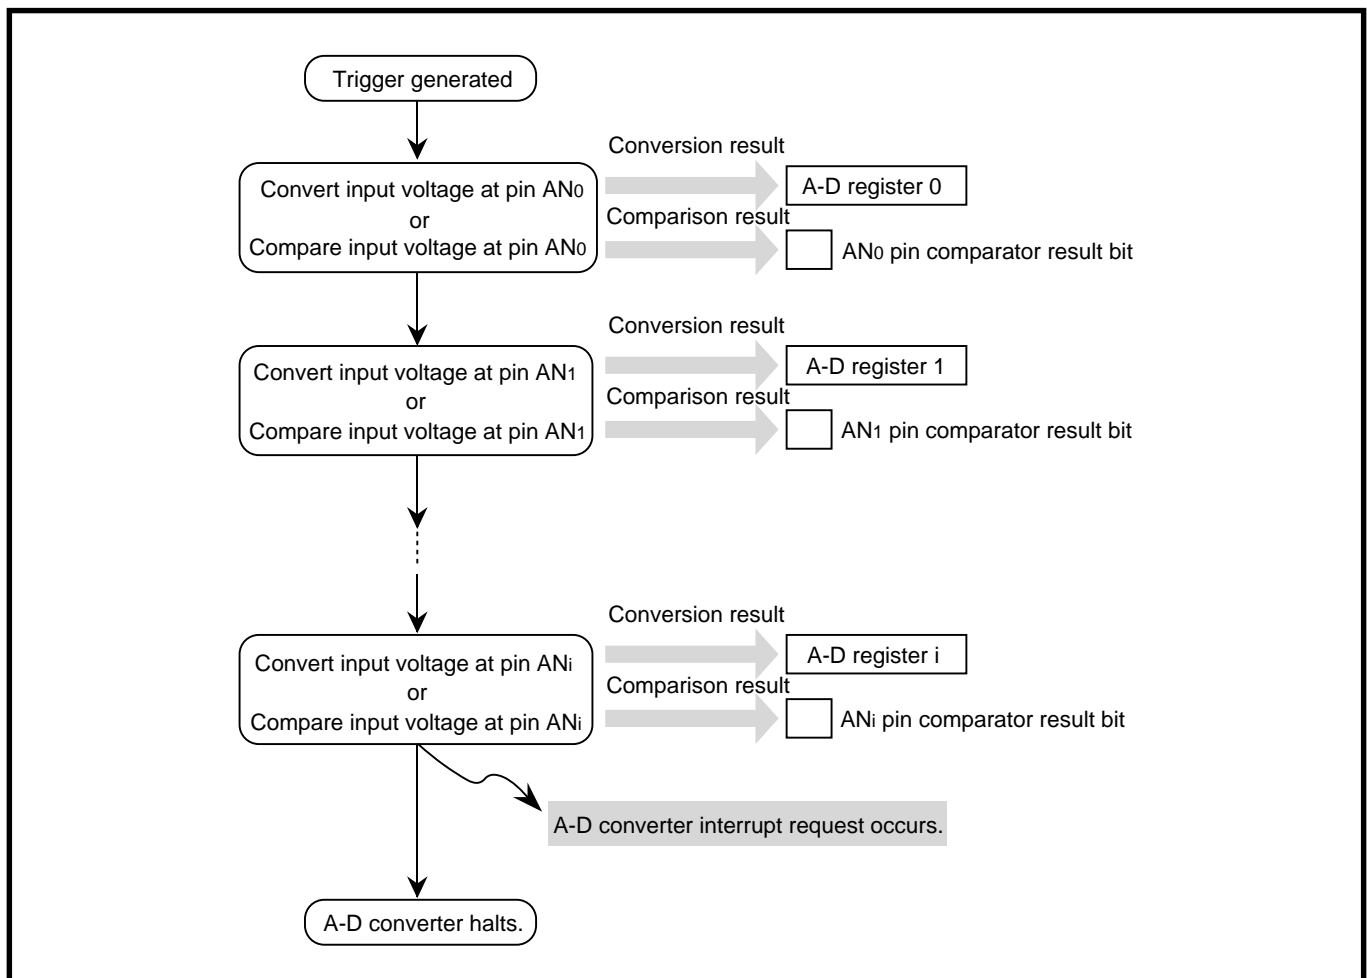 Trigger generated
Conversion result
Convert input voltage at pin AN0
or
Compare input voltage at pin AN0
A-D register 0
Comparison result
AN0 pin comparator result bit
Conversion result
Convert input voltage at pin AN1
or
Compare input voltage at pin AN1
A-D register 1
Comparison result
AN1 pin comparator result bit
Conversion result
Convert input voltage at pin ANi
or
Compare input voltage at pin ANi
A-D register i
Comparison result
ANi pin comparator result bit
A-D converter interrupt request occurs.
A-D converter halts.